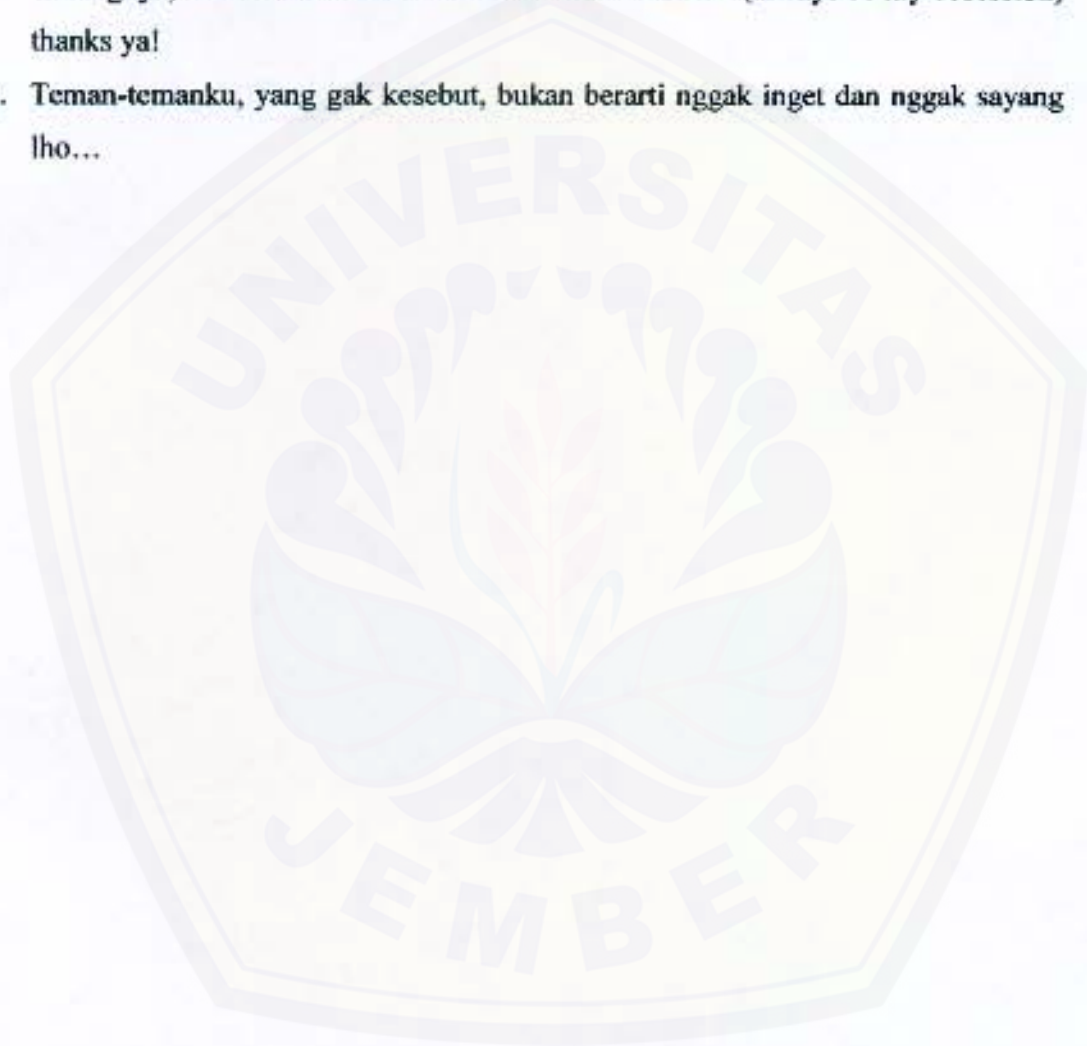 thanks ya!
. Teman-temanku, yang gak kesebut, bukan berarti nggak inget dan nggak sayang
lho...
UNIVERSITAS
JEMBER